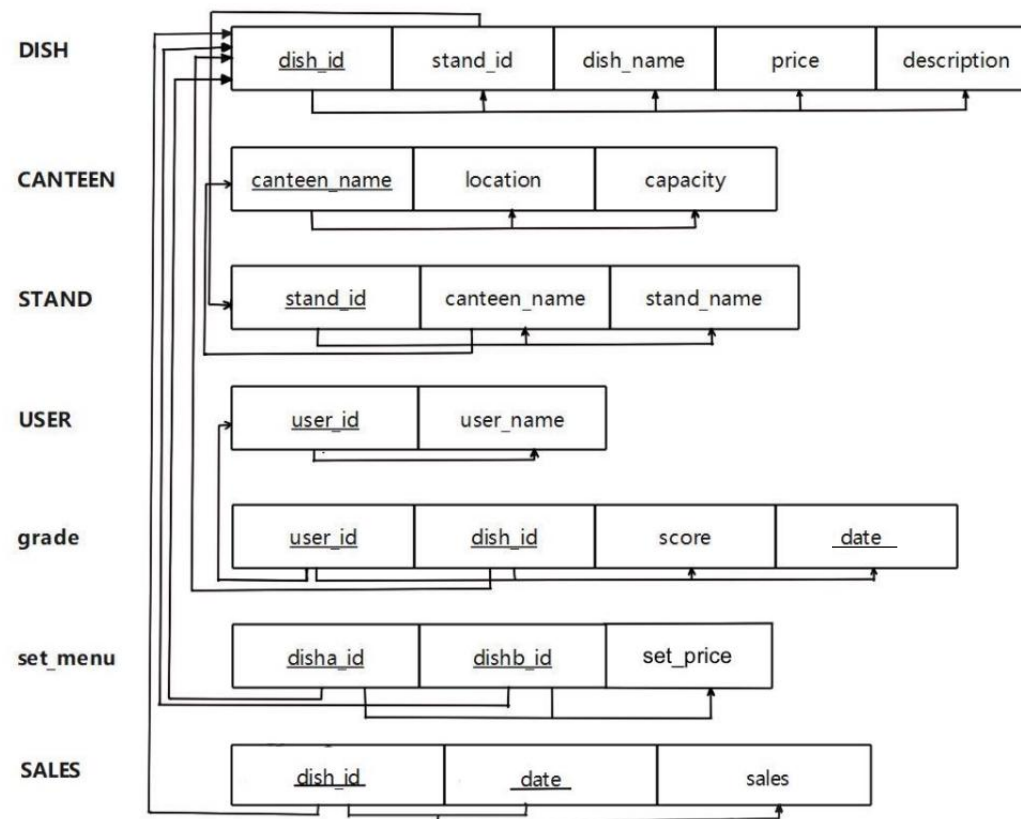 DISH dish_id stand_id dish_name price description
CANTEEN canteen_name location capacity
STAND stand_id canteen_name stand_name
USER user_id user_name
grade user_id dish_id score date
set_menu disha_id dishb_id set_price
SALES dish_id date sales